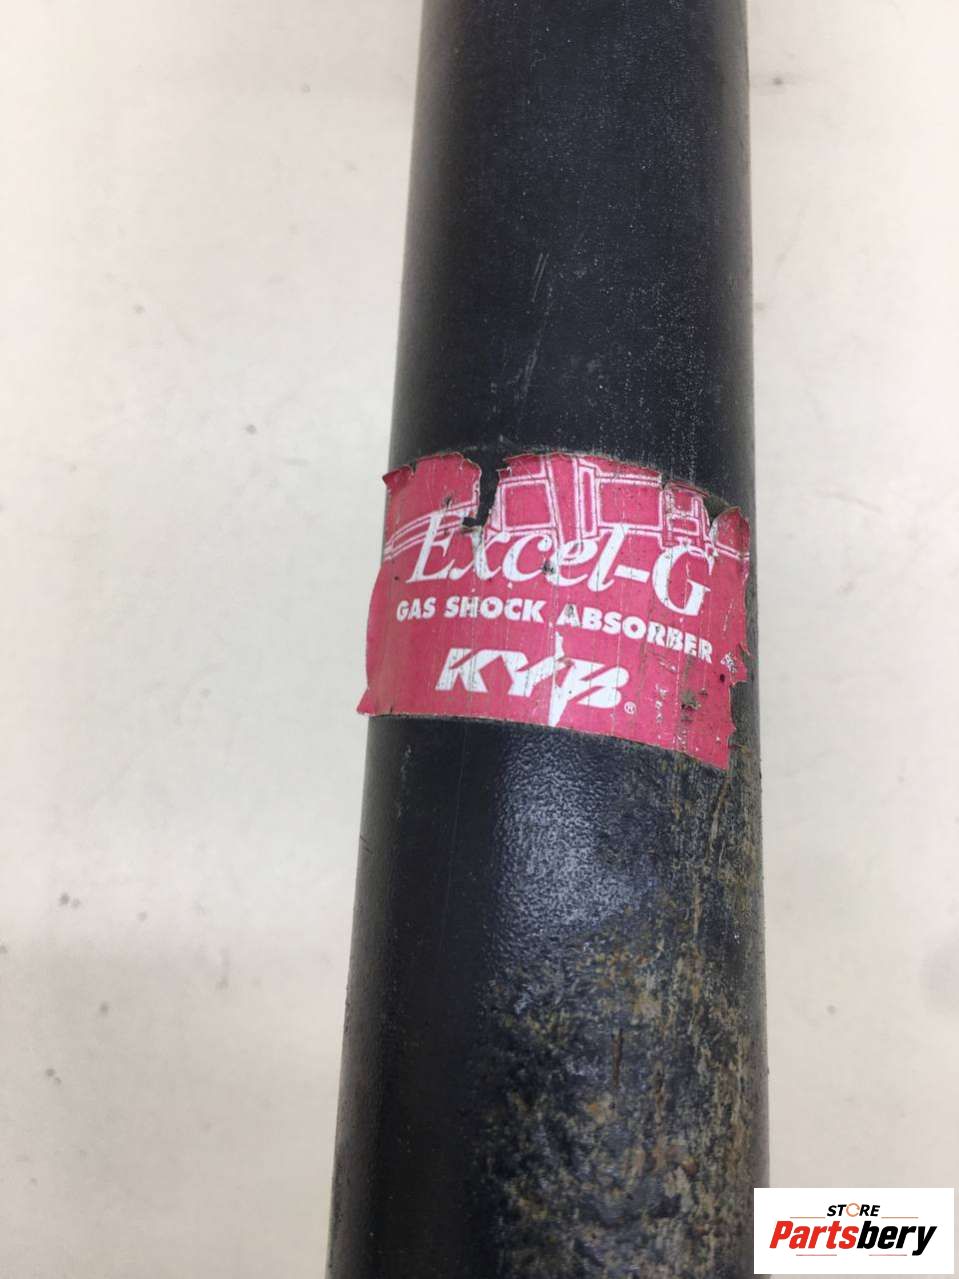 Excel-G
GAS SHOCK ABSORBER
KYB®
STORE
Partsbery